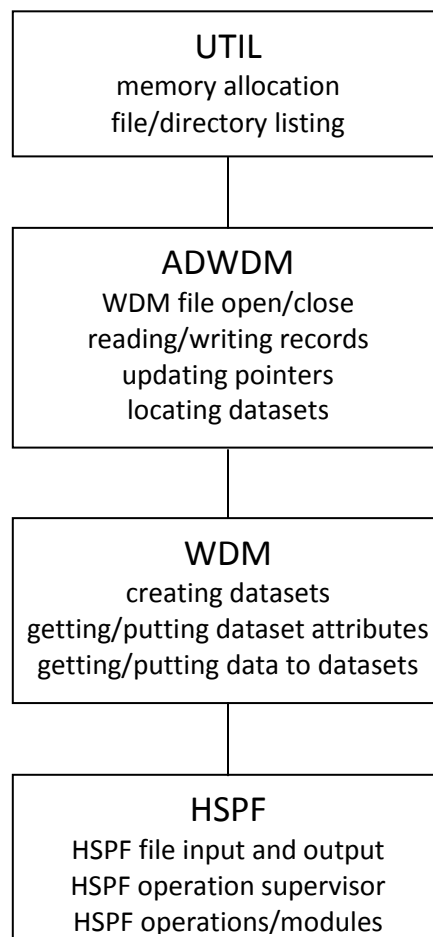 UTIL
memory allocation
file/directory listing
ADWDM
WDM file open/close
reading/writing records
updating pointers
locating datasets
WDM
creating datasets
getting/putting dataset attributes
getting/putting data to datasets
HSPF
HSPF file input and output
HSPF operation supervisor
HSPF operations/modules